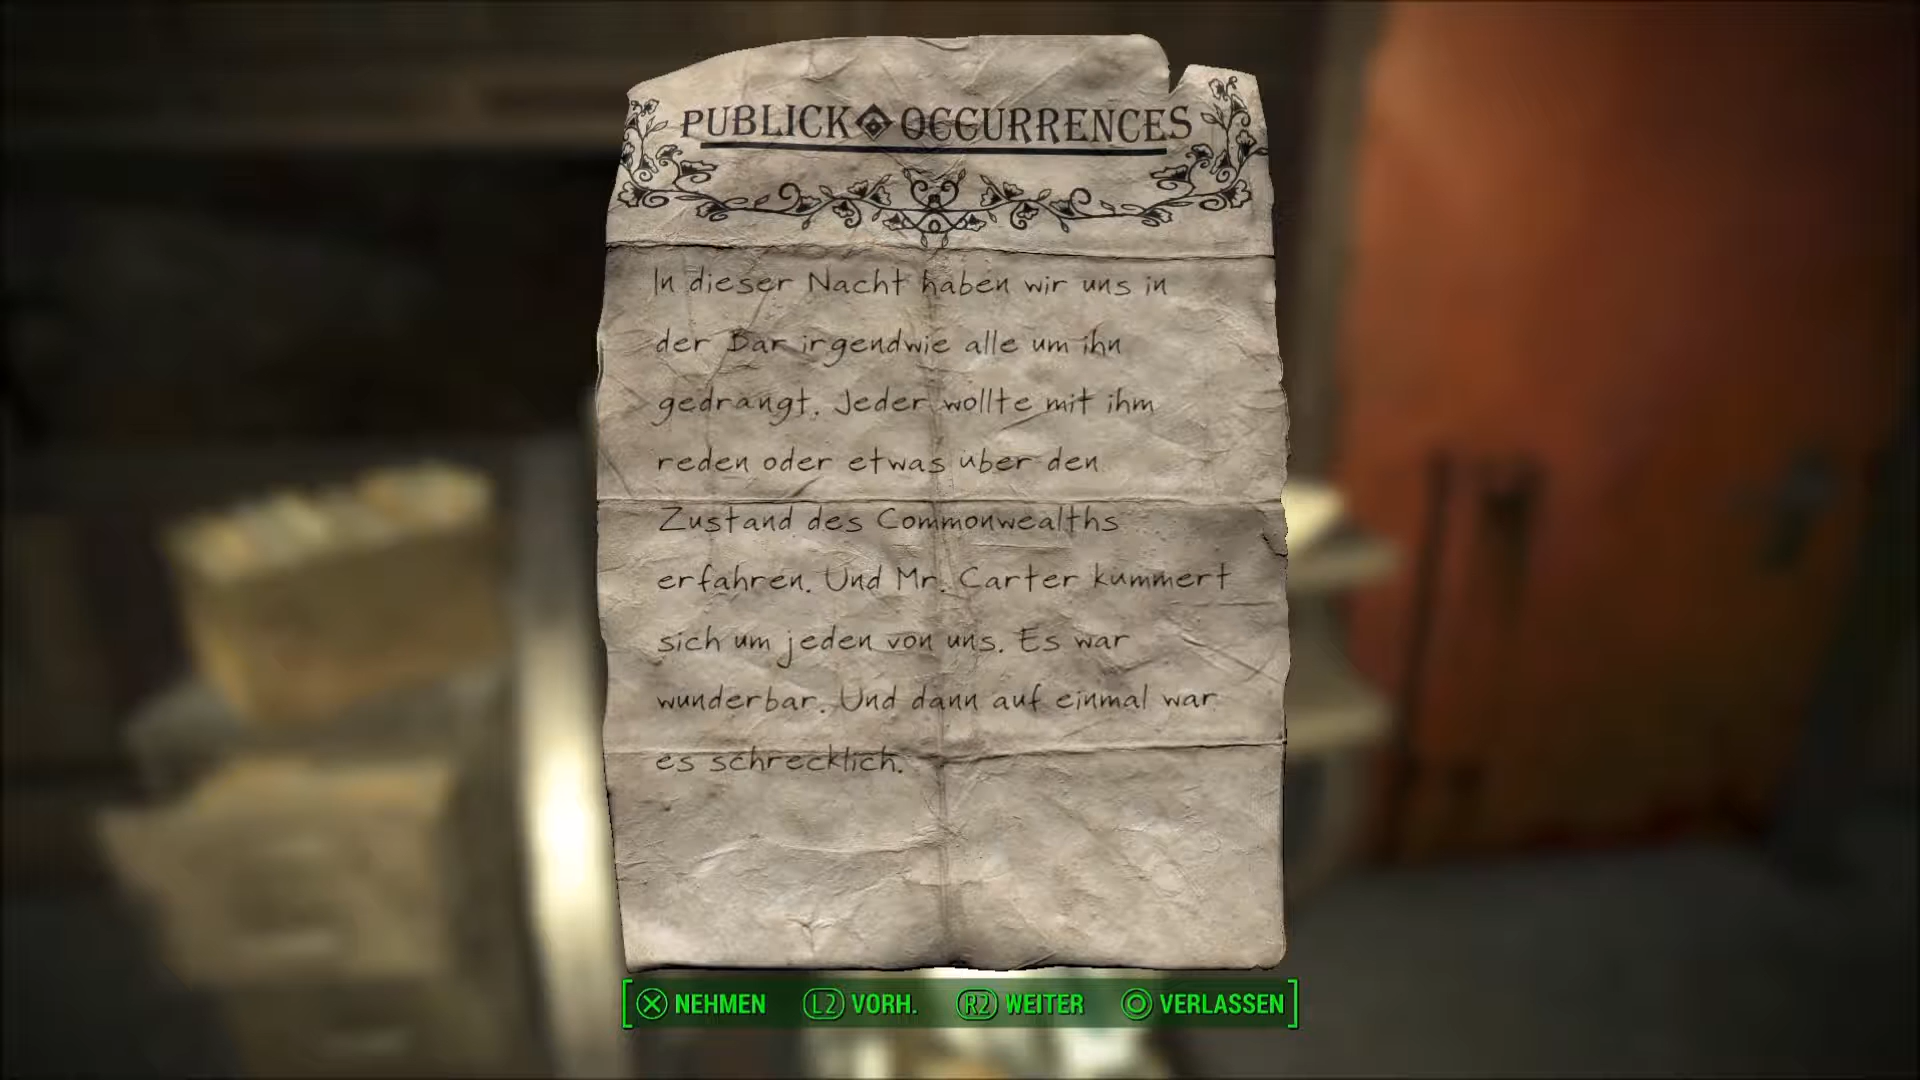 PUBLICK OCCURRENCES
In dieser Nacht haben wir uns in
der Bar irgendwie alle um ihn
gedrangt. Jeder wollte mit ihm
reden oder etwas uber den
Zustand des Commonwealths
erfahren. Und Mr. Carter kummert
sich um jeden von uns. Es war
wunderbar. Und dann auf einmal war
es schrecklich.
NEHMEN L2 VORH. R2 WEITER VERLASSEN